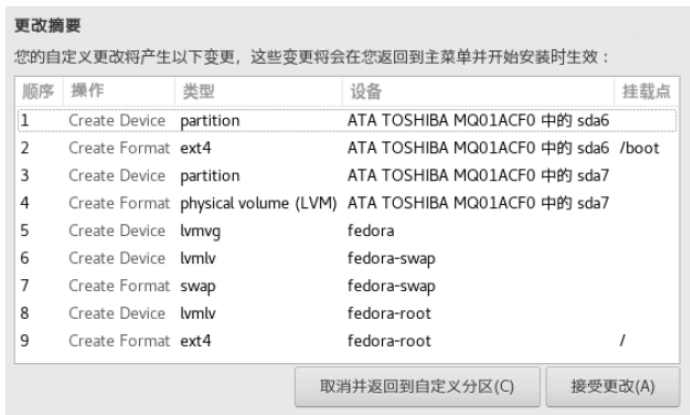 更改摘要
您的自定义更改将产生以下变更，这些变更将会在您返回到主菜单并开始安装时生效：
顺序 操作 类型 设备 挂载点
1 Create Device partition ATA TOSHIBA MQ01ACF0 中的 sda6
2 Create Format ext4 ATA TOSHIBA MQ01ACF0 中的 sda6 /boot
3 Create Device partition ATA TOSHIBA MQ01ACF0 中的 sda7
4 Create Format physical volume (LVM) ATA TOSHIBA MQ01ACF0 中的 sda7
5 Create Device lvmvg fedora
6 Create Device lvmlv fedora-swap
7 Create Format swap fedora-swap
8 Create Device lvmlv fedora-root
9 Create Format ext4 fedora-root /
取消并返回到自定义分区(C) 接受更改(A)